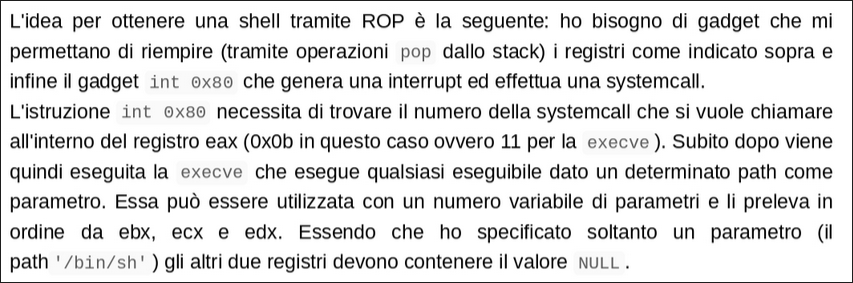 L'idea per ottenere una shell tramite ROP è la seguente: ho bisogno di gadget che mi
permettano di riempire (tramite operazioni pop dallo stack) i registri come indicato sopra e
infine il gadget int 0x80 che genera una interrupt ed effettua una systemcall.
L'istruzione int 0x80 necessita di trovare il numero della systemcall che si vuole chiamare
all'interno del registro eax (0x0b in questo caso ovvero 11 per la execve). Subito dopo viene
quindi eseguita la execve che esegue qualsiasi eseguibile dato un determinato path come
parametro. Essa può essere utilizzata con un numero variabile di parametri e li preleva in
ordine da ebx, ecx e edx. Essendo che ho specificato soltanto un parametro (il
path '/bin/sh') gli altri due registri devono contenere il valore NULL.